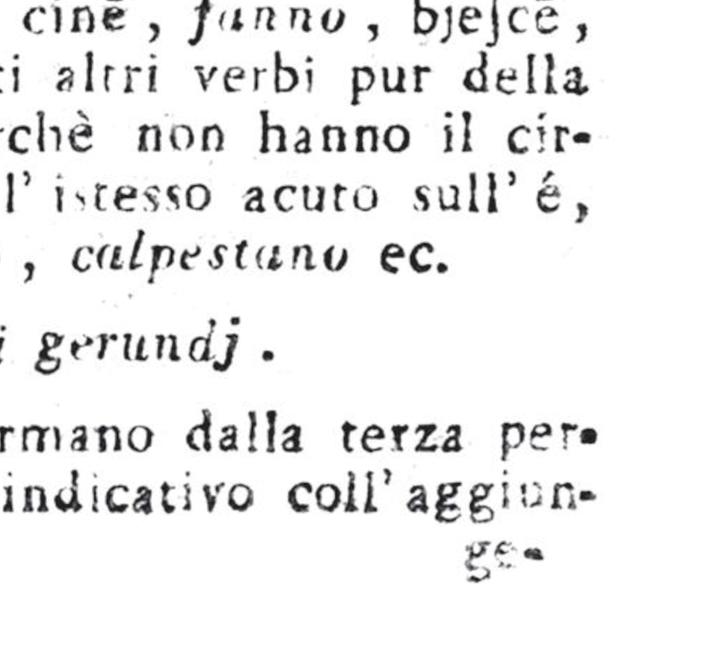 cinē, fanno, bjejcē,
ti altri verbi pur della
rchè non hanno il cir-
l' istesso acuto sull' é,
, calpestano ec.
i gerundj.
rmano dalla terza per-
indicativo coll' aggiun-
ge-